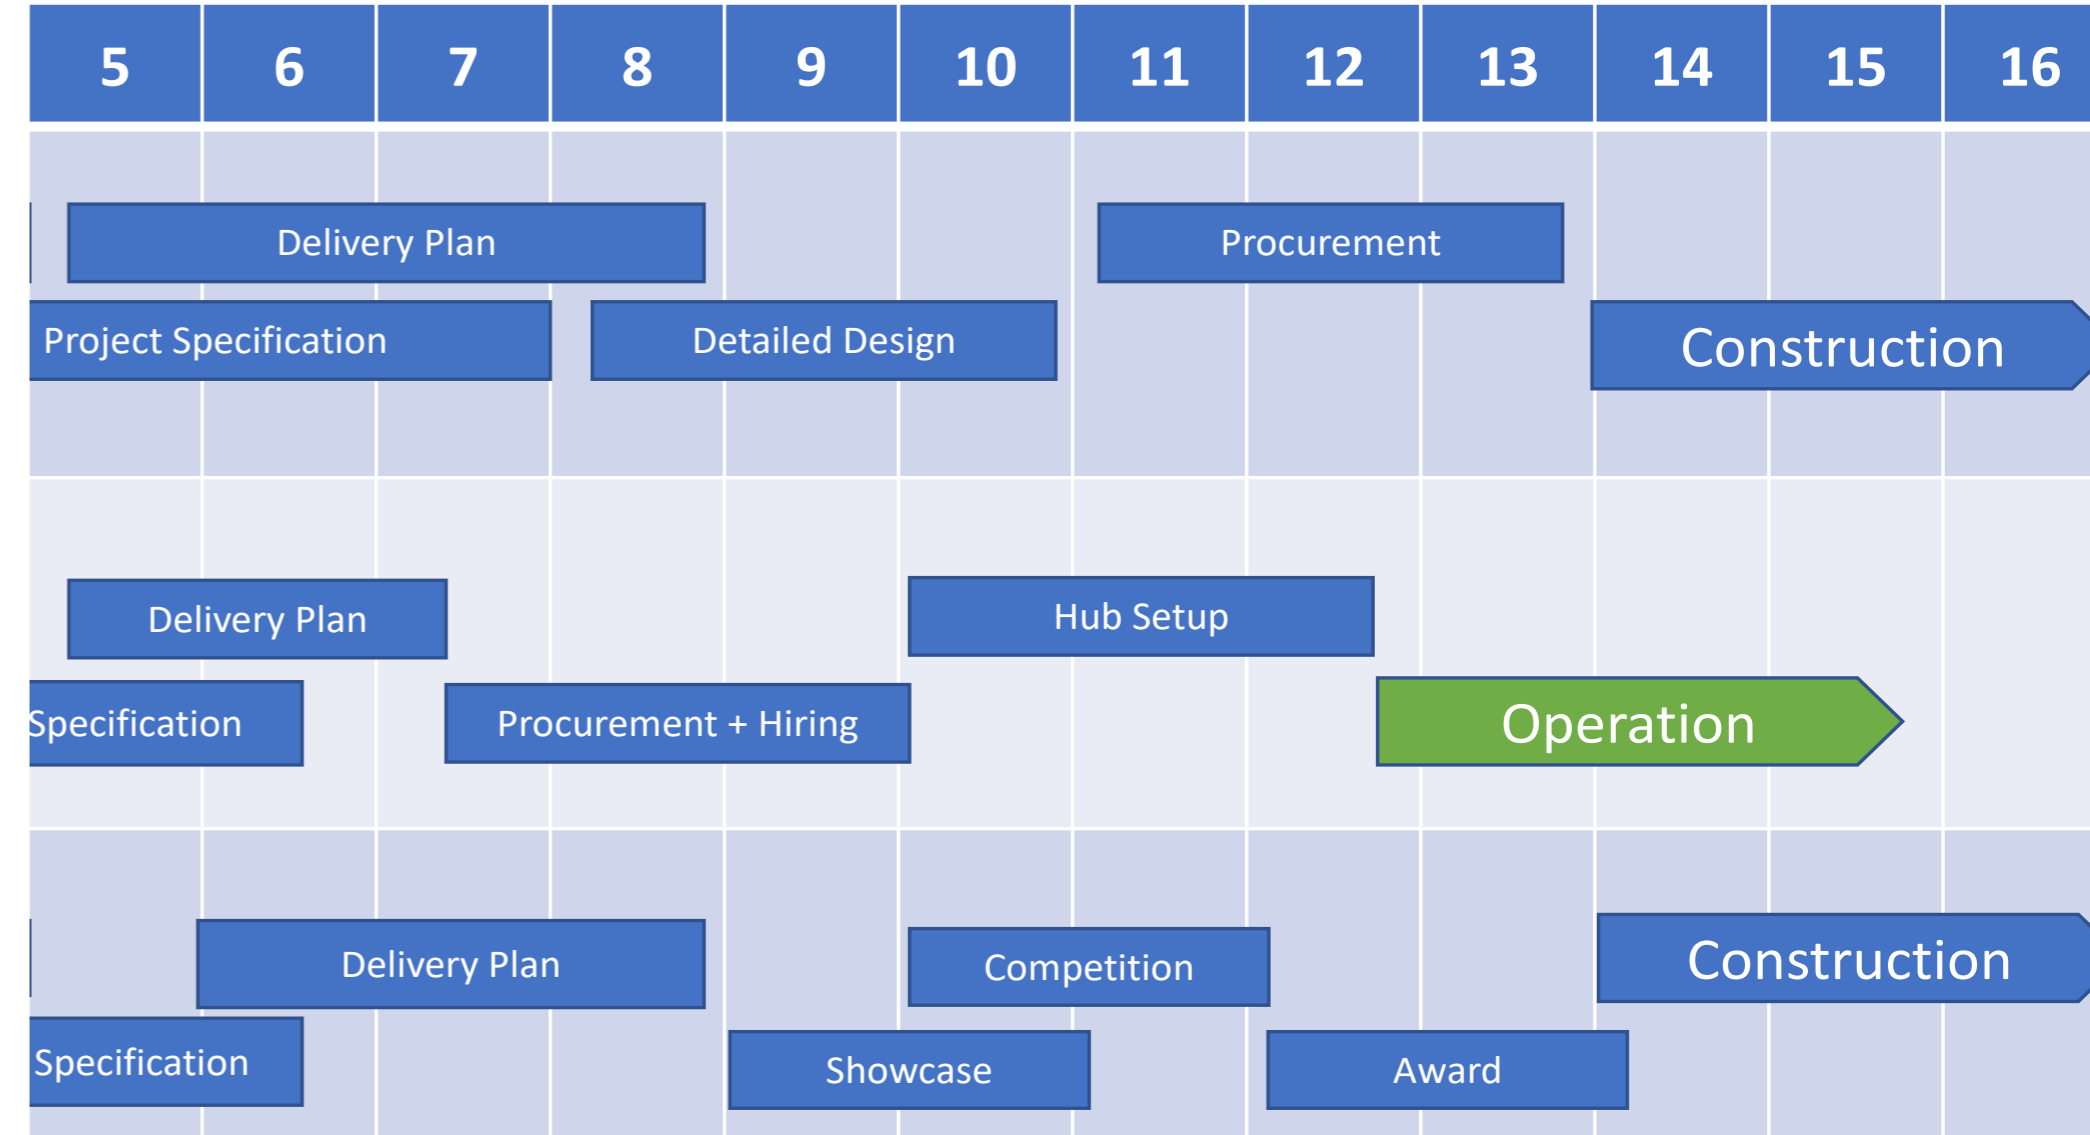 5 6 7 8 9 10 11 12 13 14 15 16
Delivery Plan Procurement
Project Specification Detailed Design Construction
Delivery Plan Hub Setup
Specification Procurement + Hiring Operation
Delivery Plan Competition Construction
Specification Showcase Award